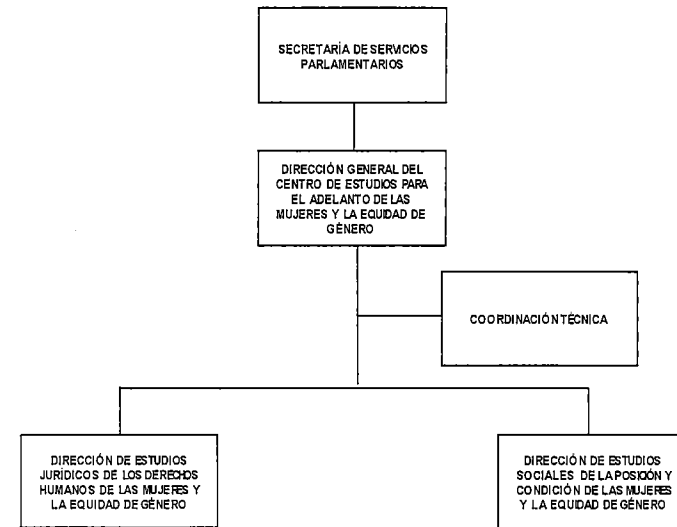 SECRETARÍA DE SERVICIOS
PARLAMENTARIOS
DIRECCIÓN GENERAL DEL
CENTRO DE ESTUDIOS PARA
EL ADELANTO DE LAS
MUJERES Y LA EQUIDAD DE
GÉNERO
COORDINACIÓN TÉCNICA
DIRECCIÓN DE ESTUDIOS
JURÍDICOS DE LOS DERECHOS
HUMANOS DE LAS MUJERES Y
LA EQUIDAD DE GÉNERO
DIRECCIÓN DE ESTUDIOS
SOCIALES DE LA POSICIÓN Y
CONDICIÓN DE LAS MUJERES
Y LA EQUIDAD DE GÉNERO